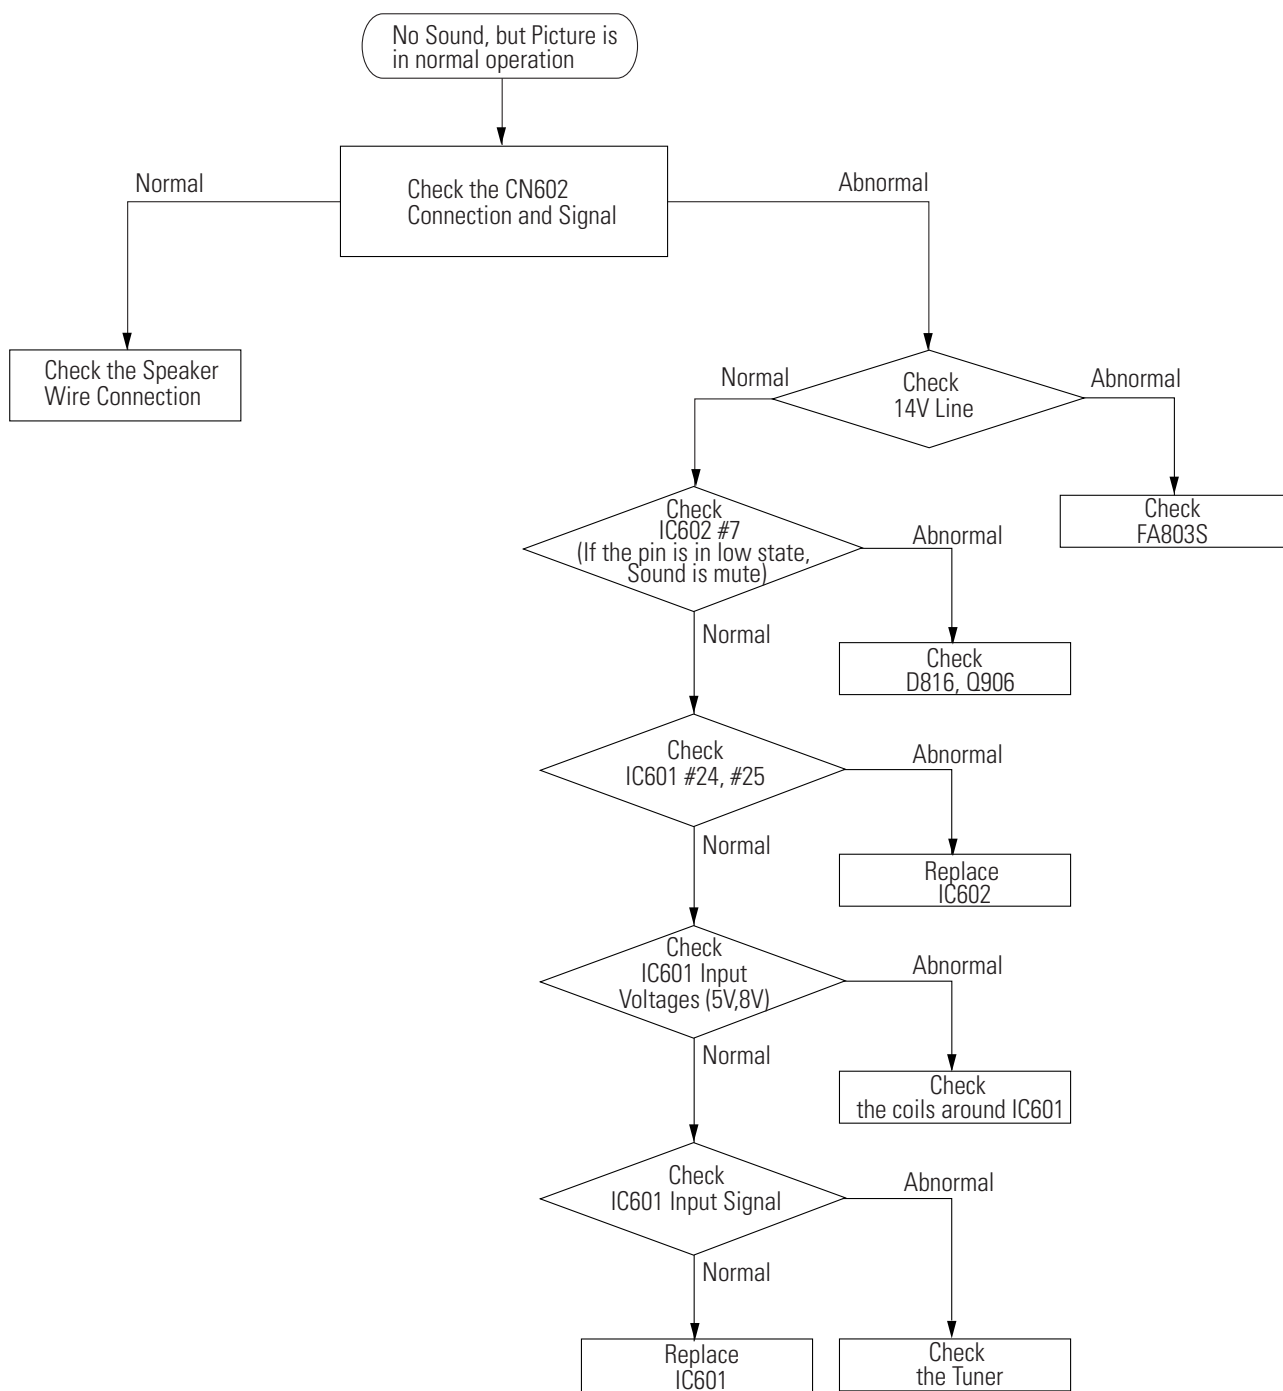 No Sound, but Picture is
in normal operation
Normal
Check the CN602
Connection and Signal
Abnormal
Check the Speaker
Wire Connection
Normal
Check
14V Line
Abnormal
Check
IC602 #7
(If the pin is in low state,
Sound is mute)
Abnormal
Check
FA803S
Normal
Check
D816, Q906
Check
IC601 #24, #25
Abnormal
Normal
Replace
IC602
Check
IC601 Input
Voltages (5V,8V)
Abnormal
Normal
Check
the coils around IC601
Check
IC601 Input Signal
Abnormal
Normal
Replace
IC601
Check
the Tuner